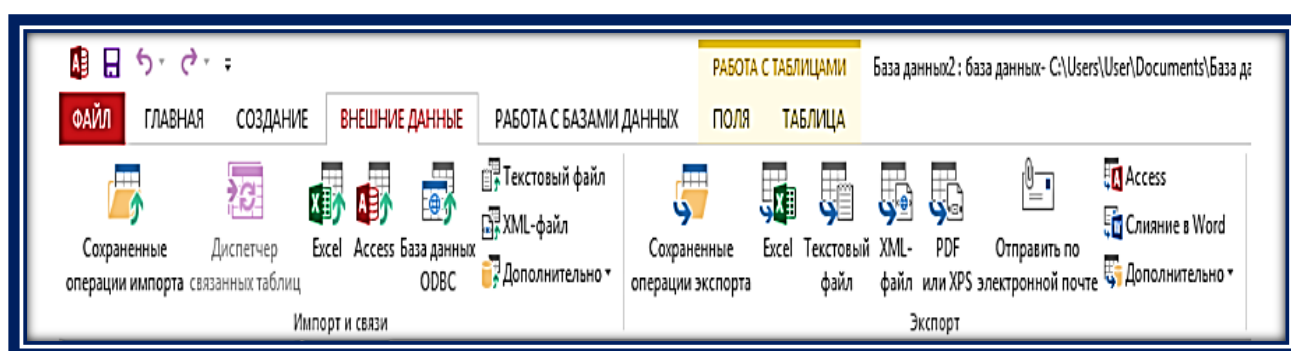 РАБОТА С ТАБЛИЦАМИ База данных2 : база данных- C:\Users\User\Documents\База да
ФАЙЛ ГЛАВНАЯ СОЗДАНИЕ ВНЕШНИЕ ДАННЫЕ РАБОТА С БАЗАМИ ДАННЫХ ПОЛЯ ТАБЛИЦА
Сохраненные
операции импорта
Диспетчер
связанных таблиц
Excel
Access
База данных
ODBC
Текстовый файл
XML-файл
Дополнительно
Импорт и связи
Сохраненные
операции экспорта
Excel
Текстовый
файл
XML-
файл
PDF
или XPS
Отправить по
электронной почте
Access
Слияние в Word
Дополнительно
Экспорт